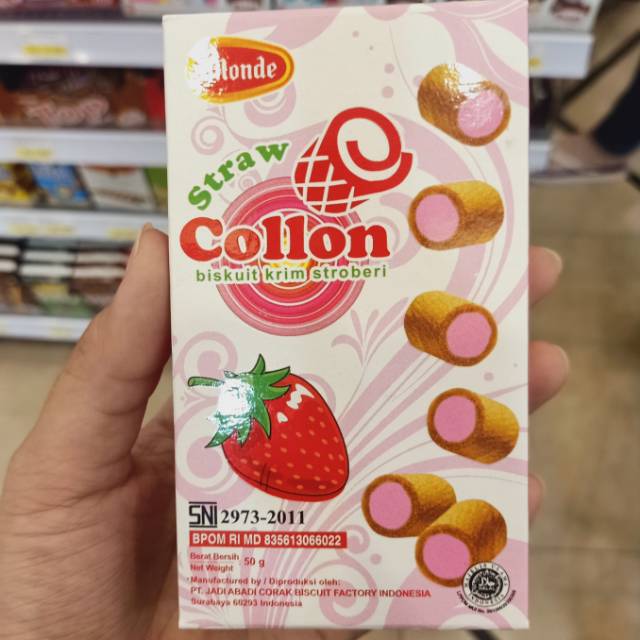 Monde
Straw
Collon
biskuit krim stroberi
SNI 2973-2011
BPOM RI MD 835613066022
Berat Bersih
Net Weight : 50 g
Manufactured by / Diproduksi oleh:
PT. JADI ABADI CORAK BISCUIT FACTORY INDONESIA
Surabaya 60293 Indonesia